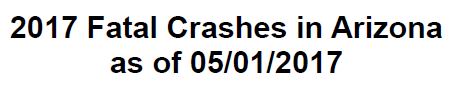 2017 Fatal Crashes in Arizona
as of 05/01/2017